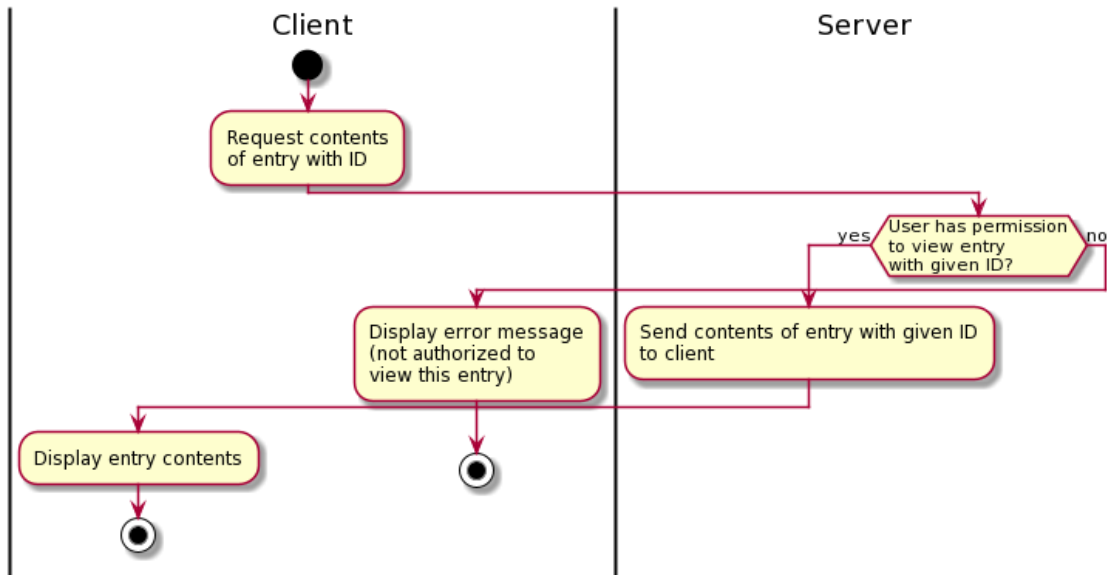 Client
Server
Request contents
of entry with ID
User has permission
to view entry
with given ID?
yes
no
Display error message
(not authorized to
view this entry)
Send contents of entry with given ID
to client
Display entry contents